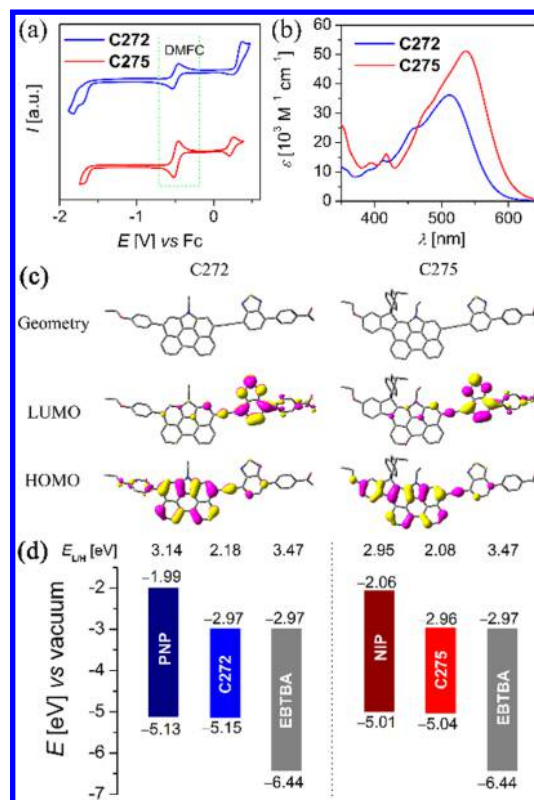 (a)
C272
C275
DMFC
I [a.u.]
-2 -1 0
E [V] vs Fc
(b)
C272
C275
ε [10³ M⁻¹ cm⁻¹]
60
50
40
30
20
10
0
400 500 600
λ [nm]
(c)
C272 C275
Geometry
LUMO
HOMO
(d)
E_L/H [eV] 3.14 2.18 3.47 2.95 2.08 3.47
E [eV] vs vacuum
-2
-3
-4
-5
-6
-7
−1.99
PNP
−5.13
−2.97
C272
−5.15
−2.97
EBTBA
−6.44
−2.06
NIP
−5.01
−2.96
C275
−5.04
−2.97
EBTBA
−6.44